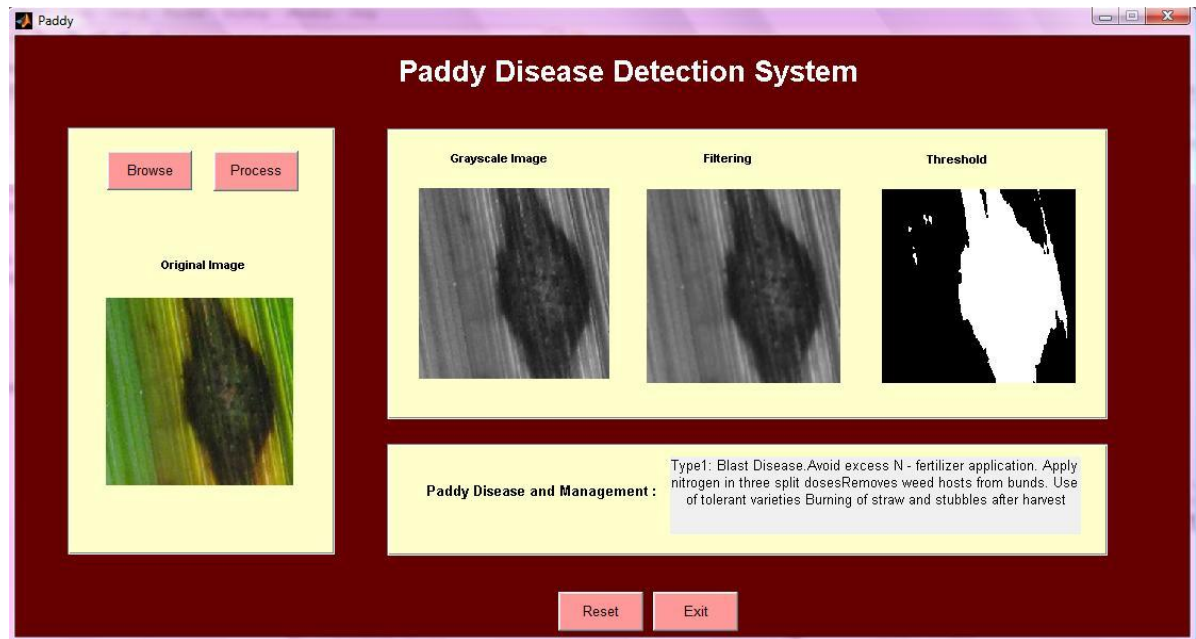 Paddy
Paddy Disease Detection System
Browse
Process
Original Image
Grayscale Image
Filtering
Threshold
Paddy Disease and Management :
Type1: Blast Disease.Avoid excess N - fertilizer application. Apply
nitrogen in three split dosesRemoves weed hosts from bunds. Use
of tolerant varieties Burning of straw and stubbles after harvest
Reset
Exit